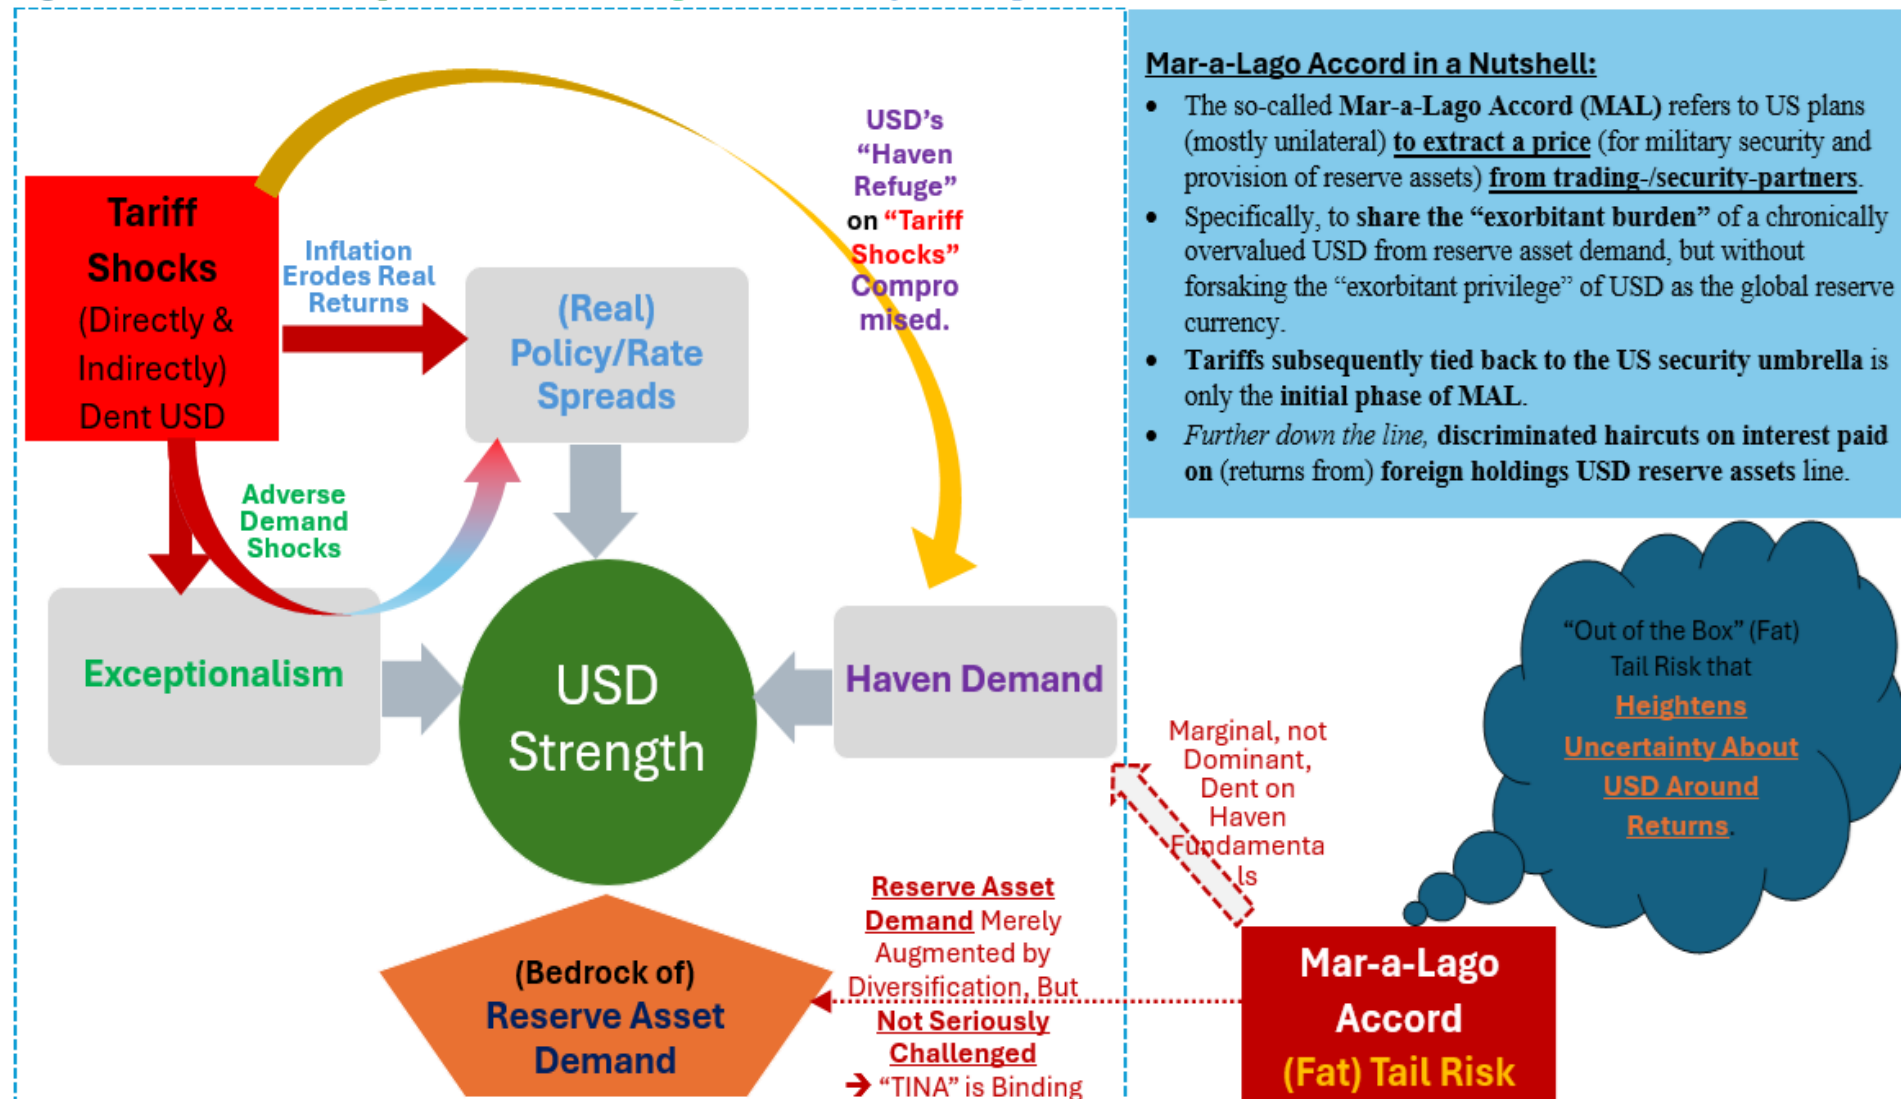 Tariff
Shocks
(Directly &
Indirectly)
Dent USD
Inflation
Erodes Real
Returns
(Real)
Policy/Rate
Spreads
USD’s
“Haven
Refuge”
on “Tariff
Shocks”
Compro
mised.
Adverse
Demand
Shocks
Exceptionalism
USD
Strength
Haven Demand
(Bedrock of)
Reserve Asset
Demand
Reserve Asset
Demand Merely
Augmented by
Diversification, But
Not Seriously
Challenged
➔ “TINA” is Binding
Mar-a-Lago Accord in a Nutshell:
• The so-called Mar-a-Lago Accord (MAL) refers to US plans
(mostly unilateral) to extract a price (for military security and
provision of reserve assets) from trading-/security-partners.
• Specifically, to share the “exorbitant burden” of a chronically
overvalued USD from reserve asset demand, but without
forsaking the “exorbitant privilege” of USD as the global reserve
currency.
• Tariffs subsequently tied back to the US security umbrella is
only the initial phase of MAL.
• Further down the line, discriminated haircuts on interest paid
on (returns from) foreign holdings USD reserve assets line.
“Out of the Box” (Fat)
Tail Risk that
Heightens
Uncertainty About
USD Around
Returns.
Marginal, not
Dominant,
Dent on
Haven
Fundamenta
ls
Mar-a-Lago
Accord
(Fat) Tail Risk